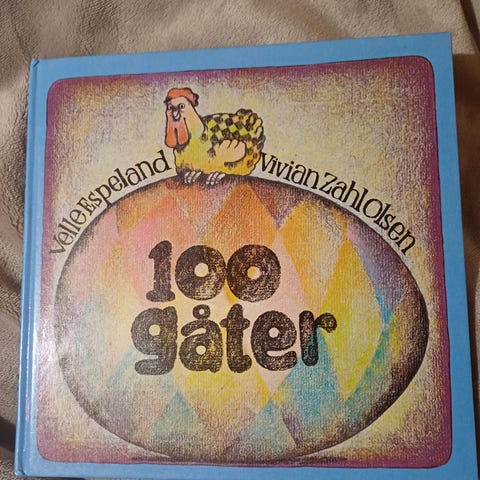 Velle Espeland
Vivian Zahl Olsen
100
gåter